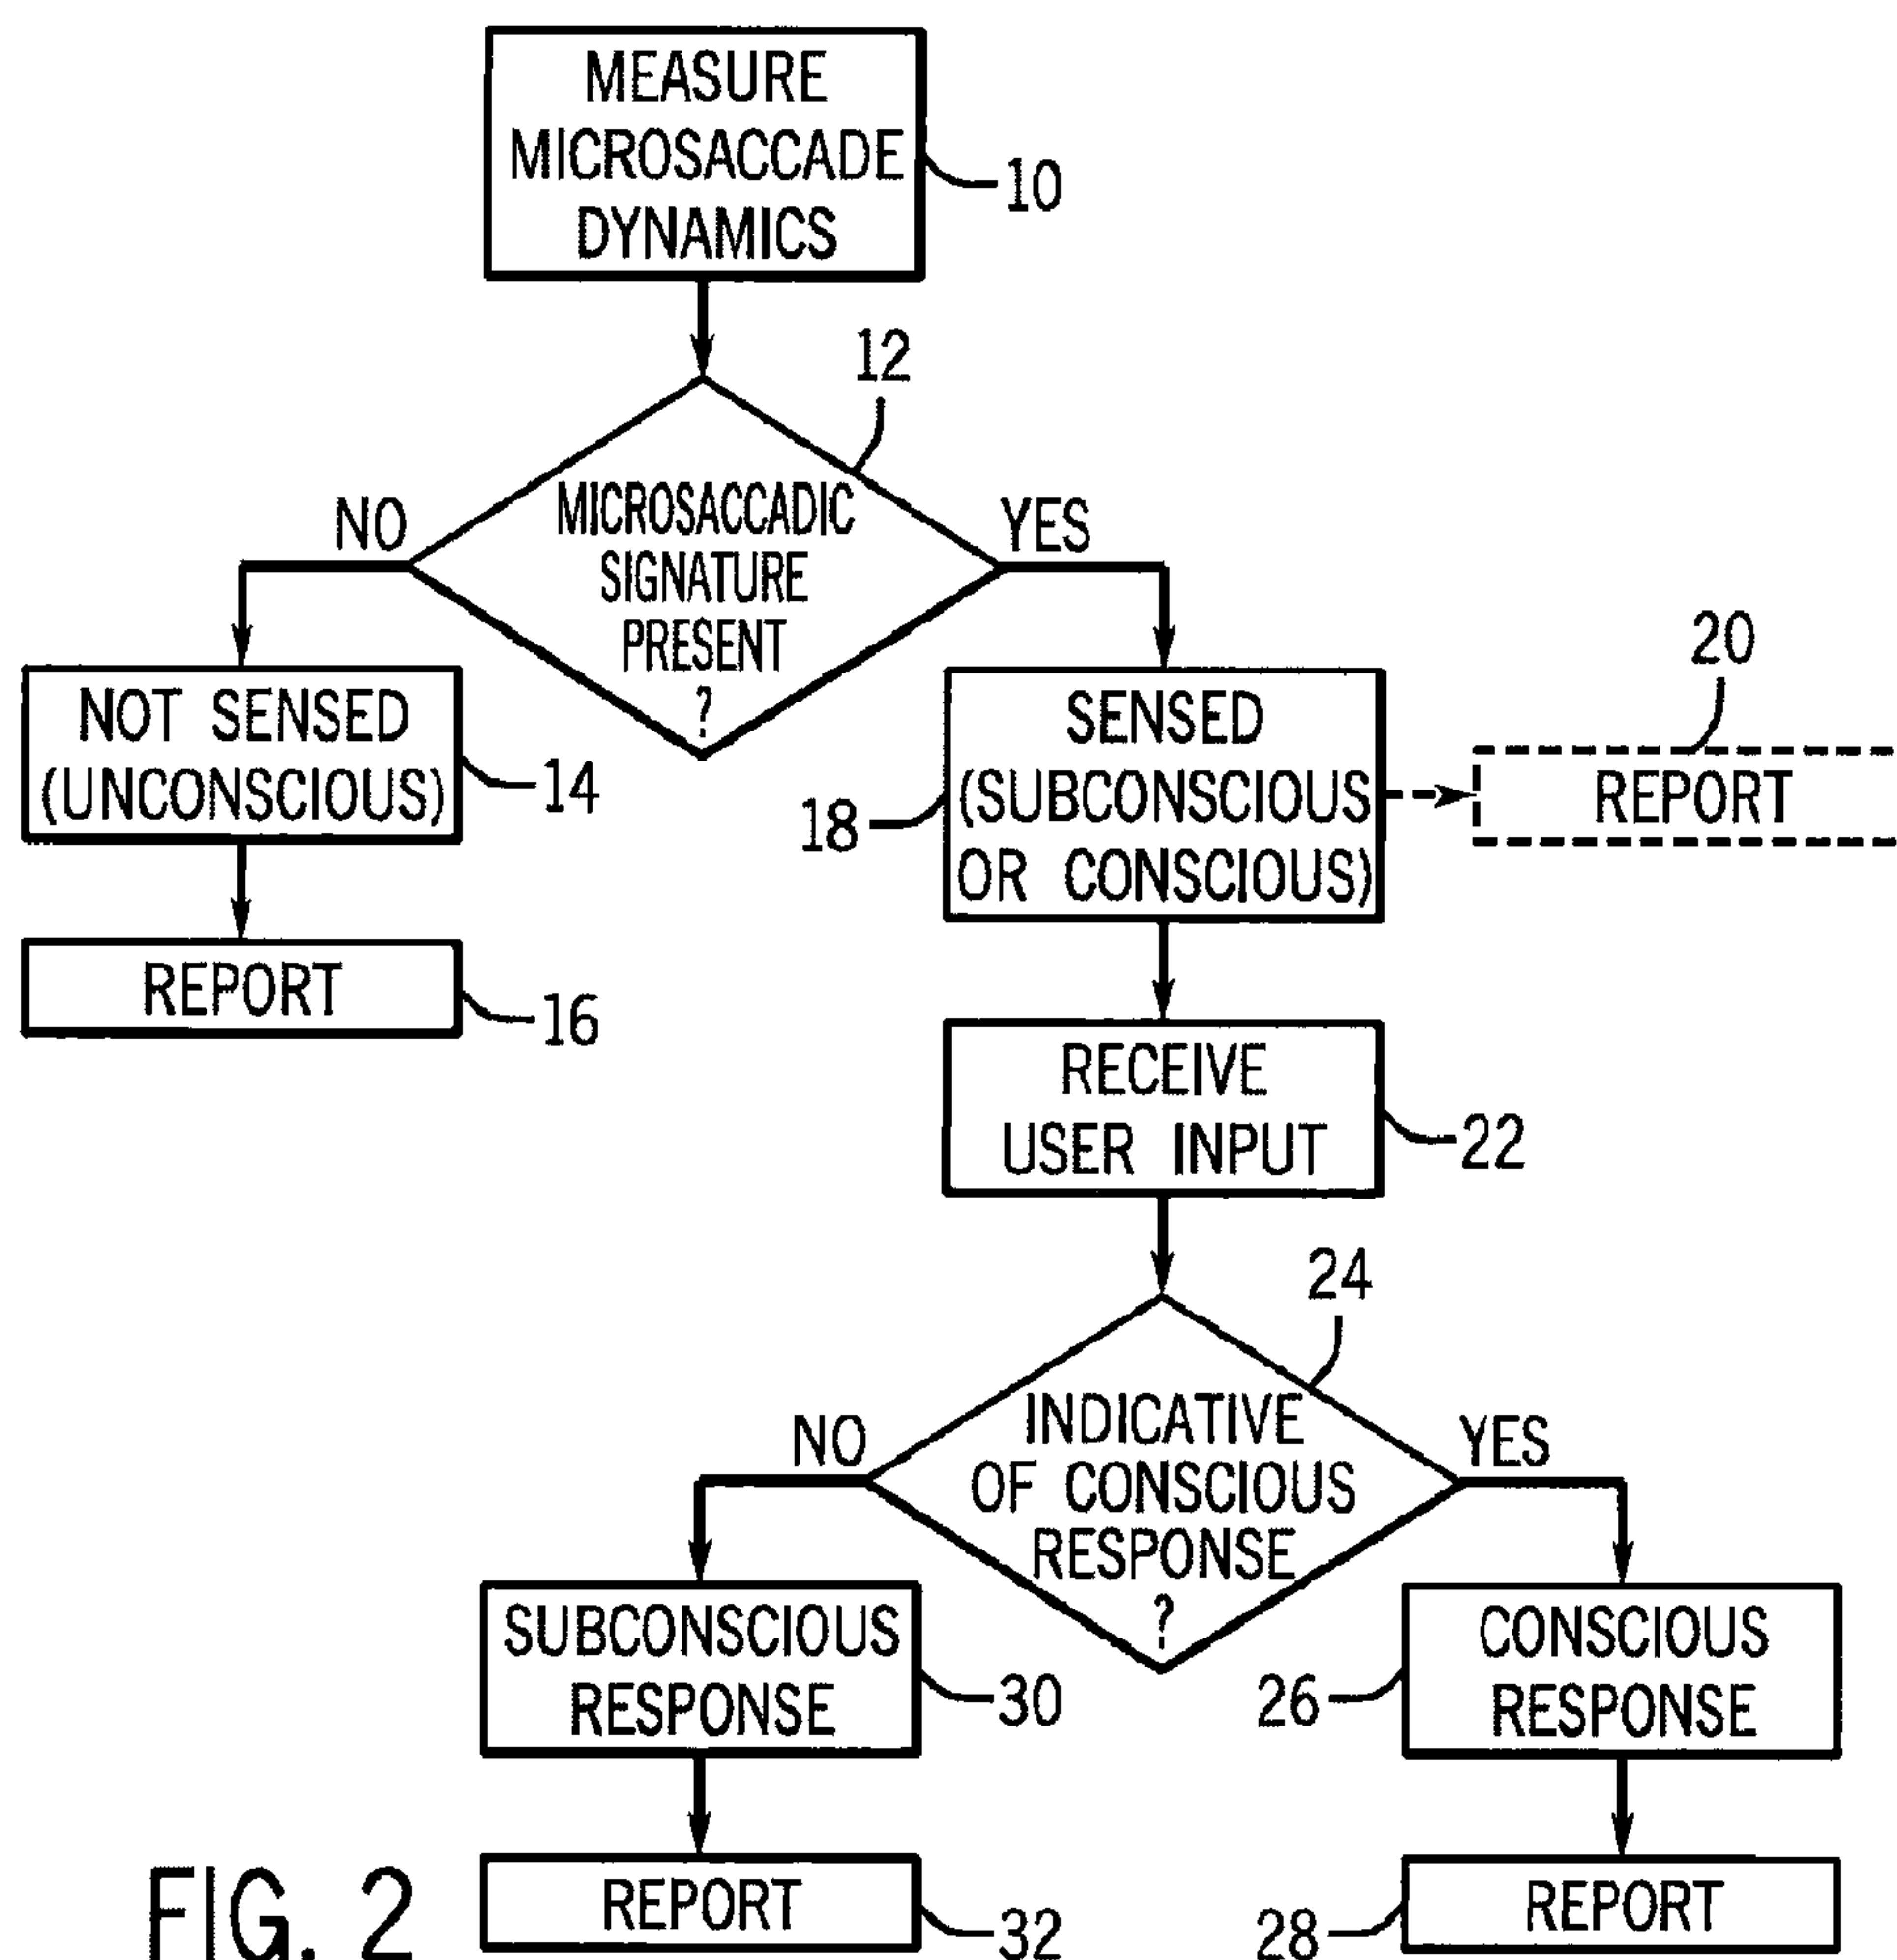 MEASURE
MICROSACCADE
DYNAMICS
10
12
MICROSACCADIC
SIGNATURE
PRESENT
?
NO
YES
NOT SENSED
(UNCONSCIOUS)
14
REPORT
16
SENSED
(SUBCONSCIOUS
OR CONSCIOUS)
18
20
REPORT
RECEIVE
USER INPUT
22
24
INDICATIVE
OF CONSCIOUS
RESPONSE
?
NO
YES
SUBCONSCIOUS
RESPONSE
30
26
CONSCIOUS
RESPONSE
REPORT
32
28
REPORT
FIG. 2